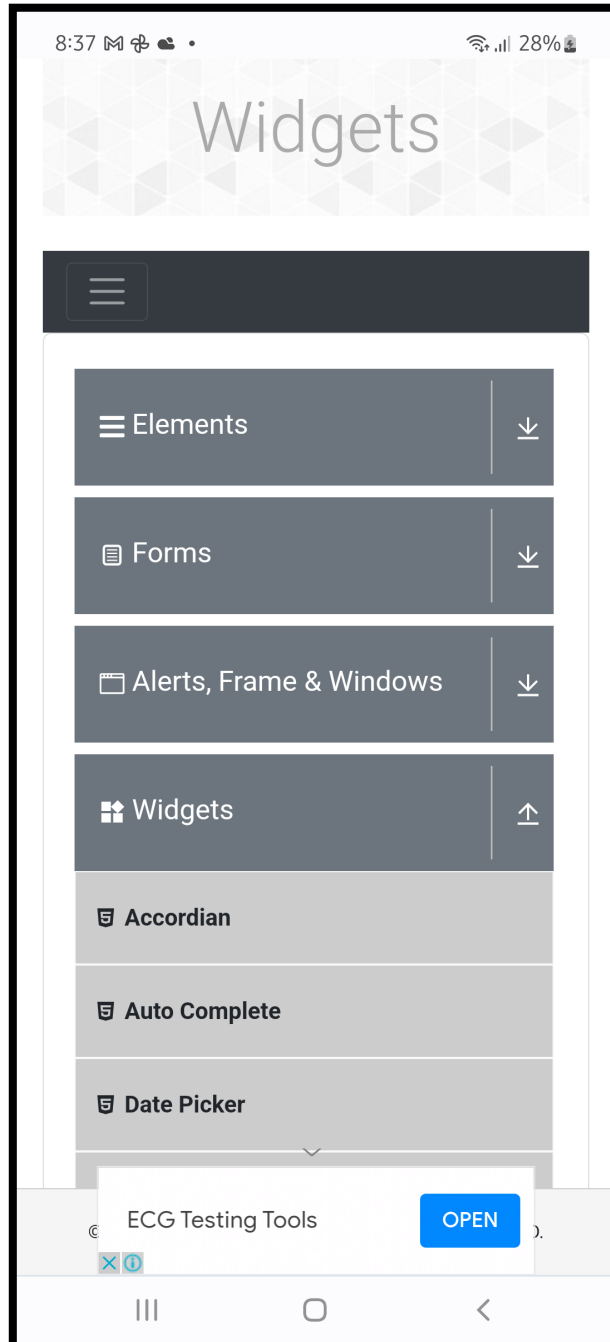 8:37
28%
Widgets
Elements
Forms
Alerts, Frame & Windows
Widgets
Accordian
Auto Complete
Date Picker
ECG Testing Tools
OPEN
©